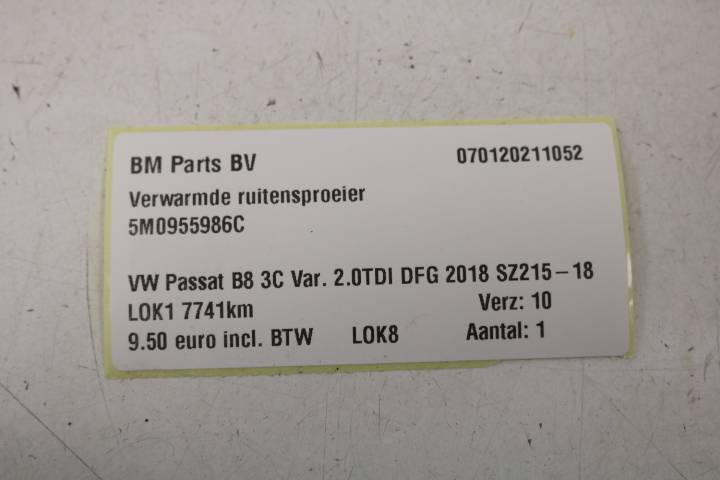 BM Parts BV 070120211052
Verwarmde ruitensproeier
5M0955986C
VW Passat B8 3C Var. 2.0TDI DFG 2018 SZ215-18
LOK1 7741km Verz: 10
9.50 euro incl. BTW LOK8 Aantal: 1